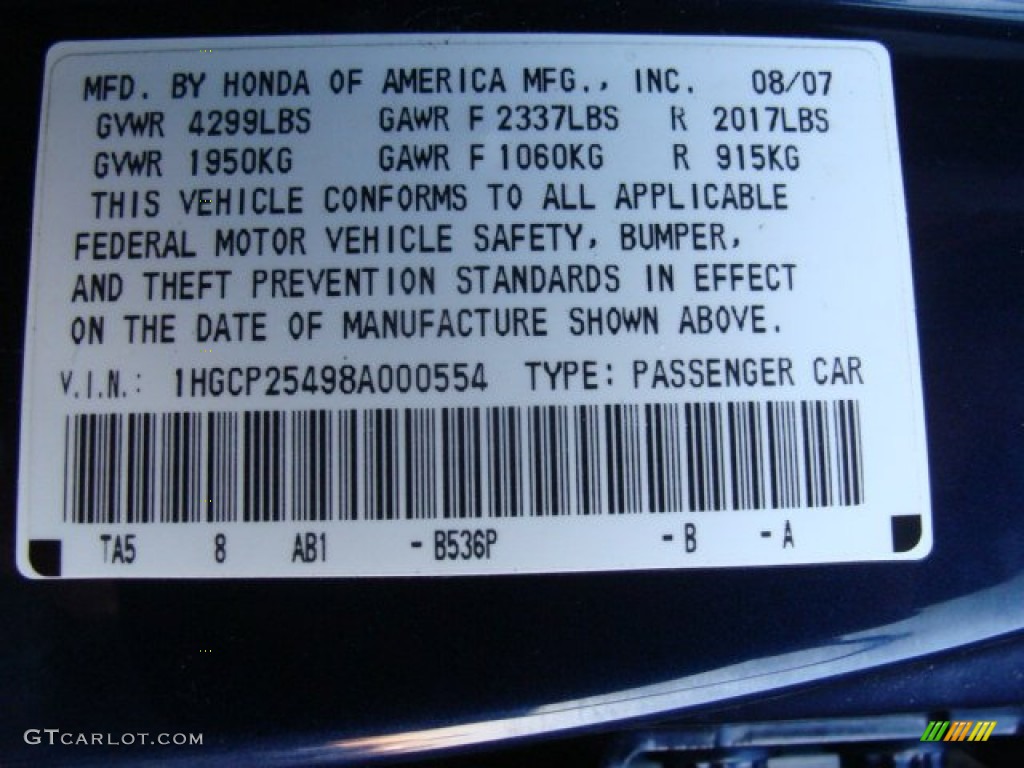 MFD. BY HONDA OF AMERICA MFG., INC. 08/07
GVWR 4299LBS GAWR F 2337LBS R 2017LBS
GVWR 1950KG GAWR F 1060KG R 915KG
THIS VEHICLE CONFORMS TO ALL APPLICABLE
FEDERAL MOTOR VEHICLE SAFETY, BUMPER,
AND THEFT PREVENTION STANDARDS IN EFFECT
ON THE DATE OF MANUFACTURE SHOWN ABOVE.
V.I.N.: 1HGCP25498A000554 TYPE: PASSENGER CAR
TA5 8 AB1 - B536P - B - A
GTCARLOT.COM